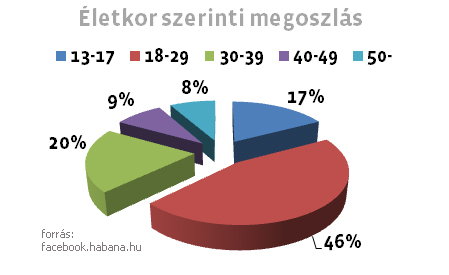 Életkor szerinti megoszlás
13-17 18-29 30-39 40-49 50-
8%
9%
17%
20%
46%
forrás:
facebook.habana.hu